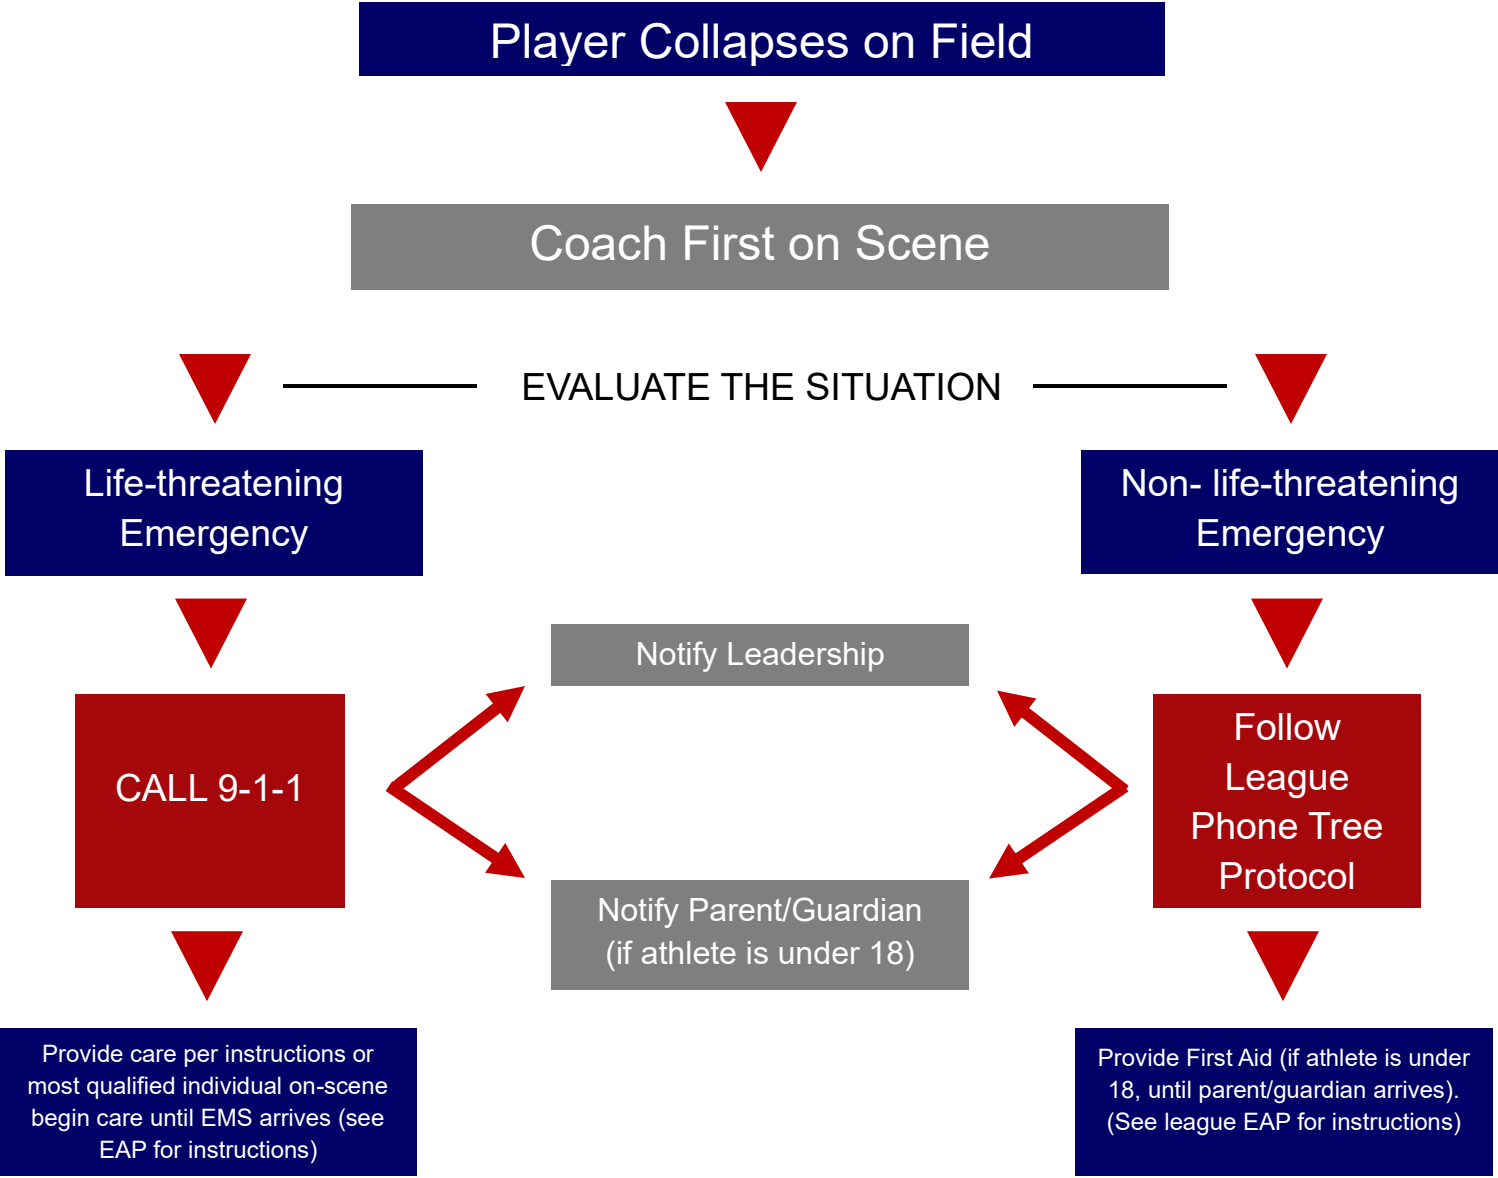 Player Collapses on Field
Coach First on Scene
EVALUATE THE SITUATION
Life-threatening
Emergency
Non- life-threatening
Emergency
Notify Leadership
CALL 9-1-1
Follow
League
Phone Tree
Protocol
Notify Parent/Guardian
(if athlete is under 18)
Provide care per instructions or
most qualified individual on-scene
begin care until EMS arrives (see
EAP for instructions)
Provide First Aid (if athlete is under
18, until parent/guardian arrives).
(See league EAP for instructions)